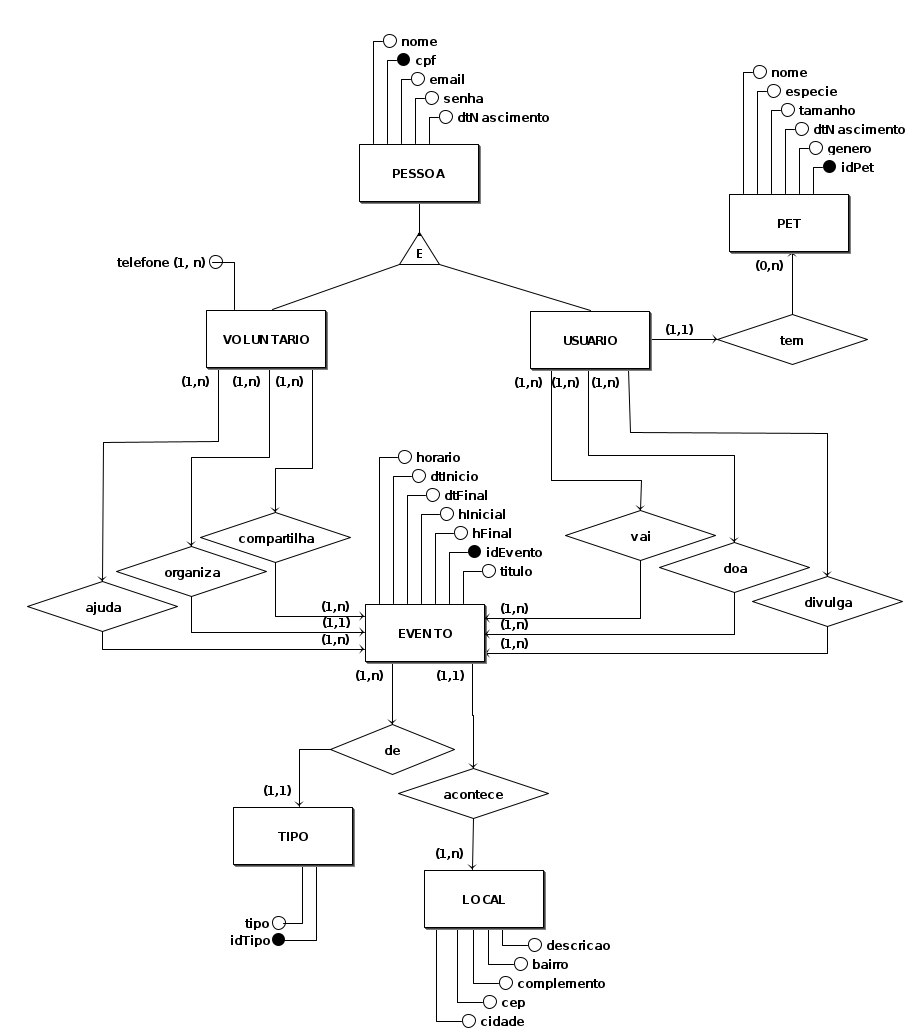 nome
cpf
email
senha
dtNascimento
PESSOA
nome
especie
tamanho
dtNascimento
genero
idPet
PET
(0,n)
E
telefone (1, n)
VOLUNTARIO
USUARIO
(1,1)
tem
(1,n) (1,n) (1,n)
(1,n) (1,n) (1,n)
horario
dtInicio
dtFinal
hInicial
hFinal
idEvento
titulo
compartilha
organiza
ajuda
vai
doa
divulga
(1,n)
(1,1)
(1,n)
EVENTO
(1,n)
(1,n)
(1,n)
(1,n)
(1,1)
de
acontece
(1,1)
TIPO
(1,n)
LOCAL
tipo
idTipo
descricao
bairro
complemento
cep
cidade